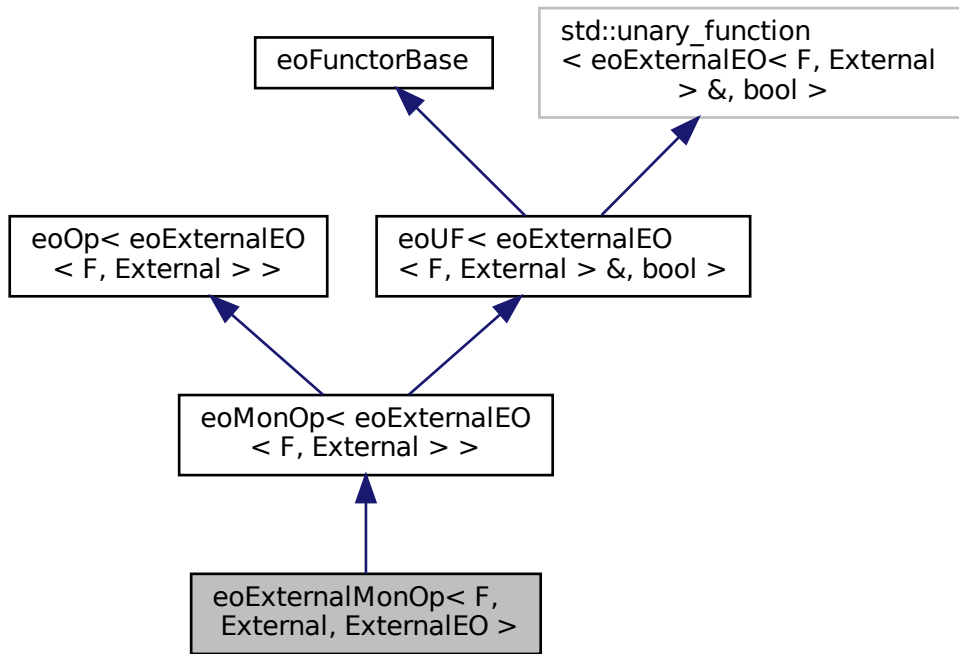 std::unary_function
< eoExternalEO< F, External
> &, bool >
eoFunctorBase
eoOp< eoExternalEO
< F, External > >
eoUF< eoExternalEO
< F, External > &, bool >
eoMonOp< eoExternalEO
< F, External > >
eoExternalMonOp< F,
External, ExternalEO >